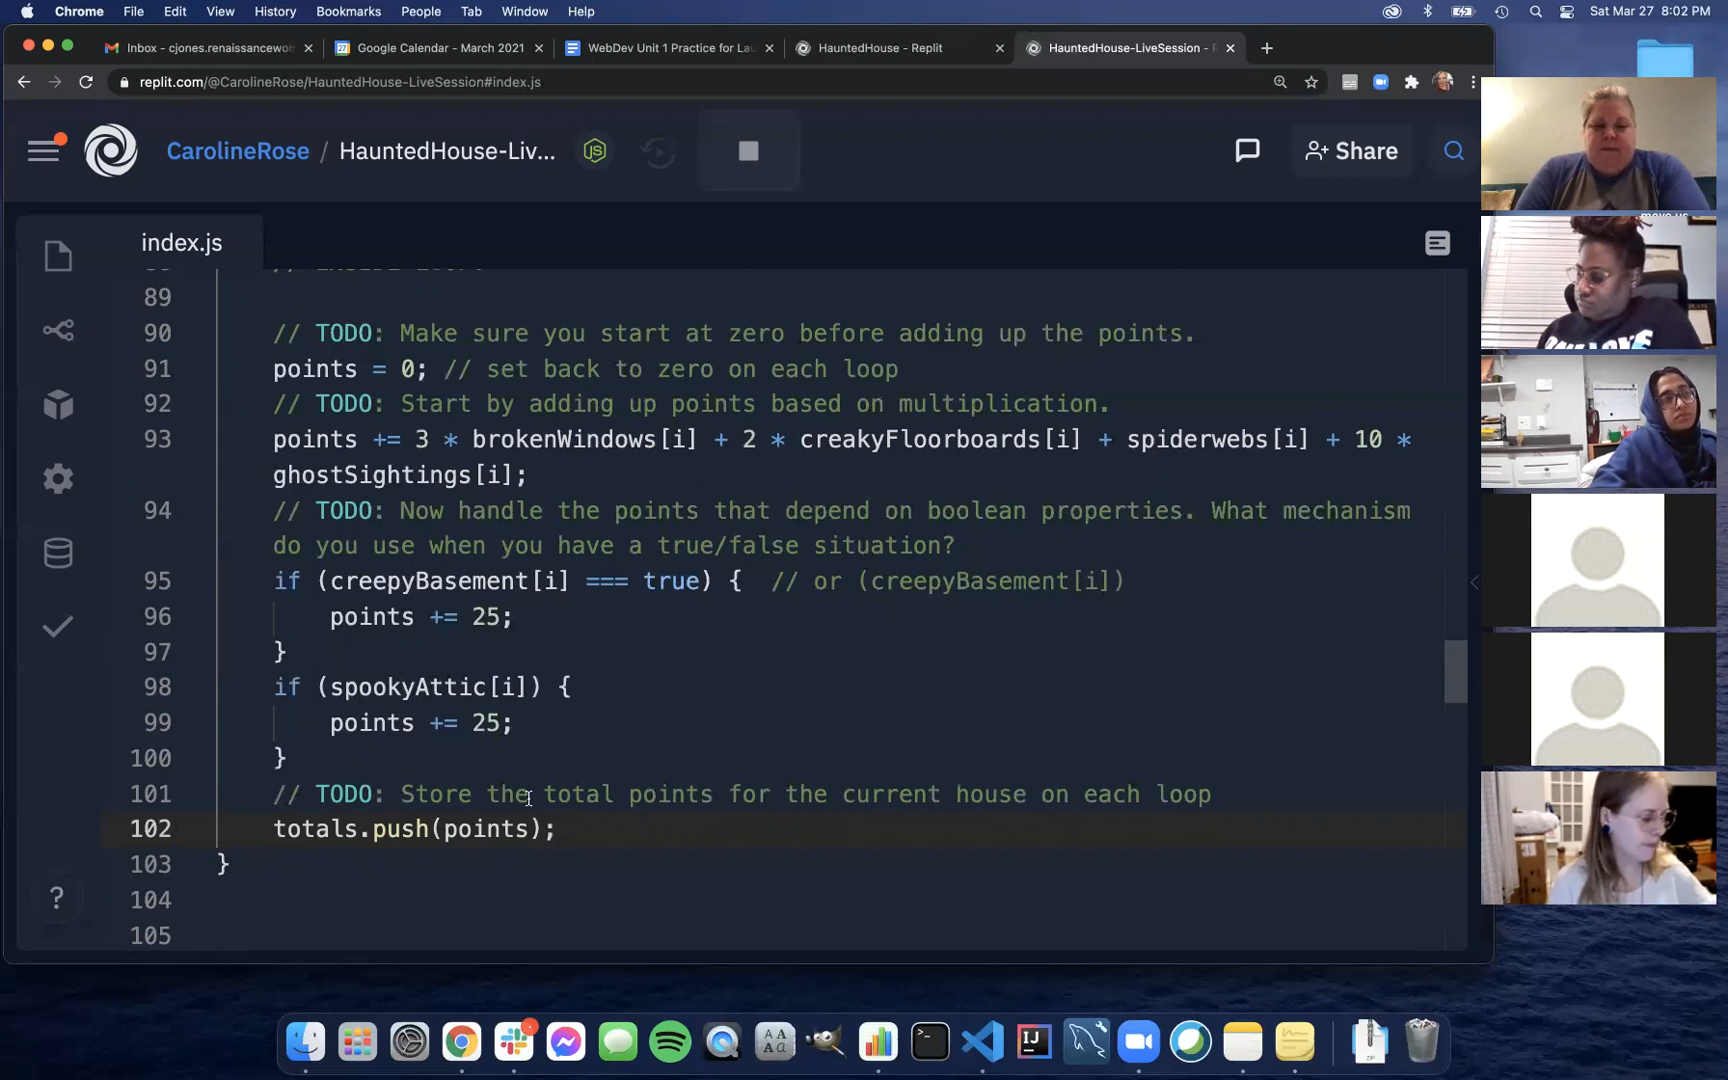 Chrome File Edit View History Bookmarks People Tab Window Help Sat Mar 27 8:02 PM
Inbox - cjones.renaissancewon Google Calendar - March 2021 WebDev Unit 1 Practice for Lau HauntedHouse - Replit HauntedHouse-LiveSession - R
replit.com/@CarolineRose/HauntedHouse-LiveSession#index.js
CarolineRose / HauntedHouse-Liv... JS Share
index.js
89
90 // TODO: Make sure you start at zero before adding up the points.
91 points = 0; // set back to zero on each loop
92 // TODO: Start by adding up points based on multiplication.
93 points += 3 * brokenWindows[i] + 2 * creakyFloorboards[i] + spiderwebs[i] + 10 *
ghostSightings[i];
94 // TODO: Now handle the points that depend on boolean properties. What mechanism
do you use when you have a true/false situation?
95 if (creepyBasement[i] === true) { // or (creepyBasement[i])
96 points += 25;
97 }
98 if (spookyAttic[i]) {
99 points += 25;
100 }
101 // TODO: Store the total points for the current house on each loop
102 totals.push(points);
103 }
104
105
?